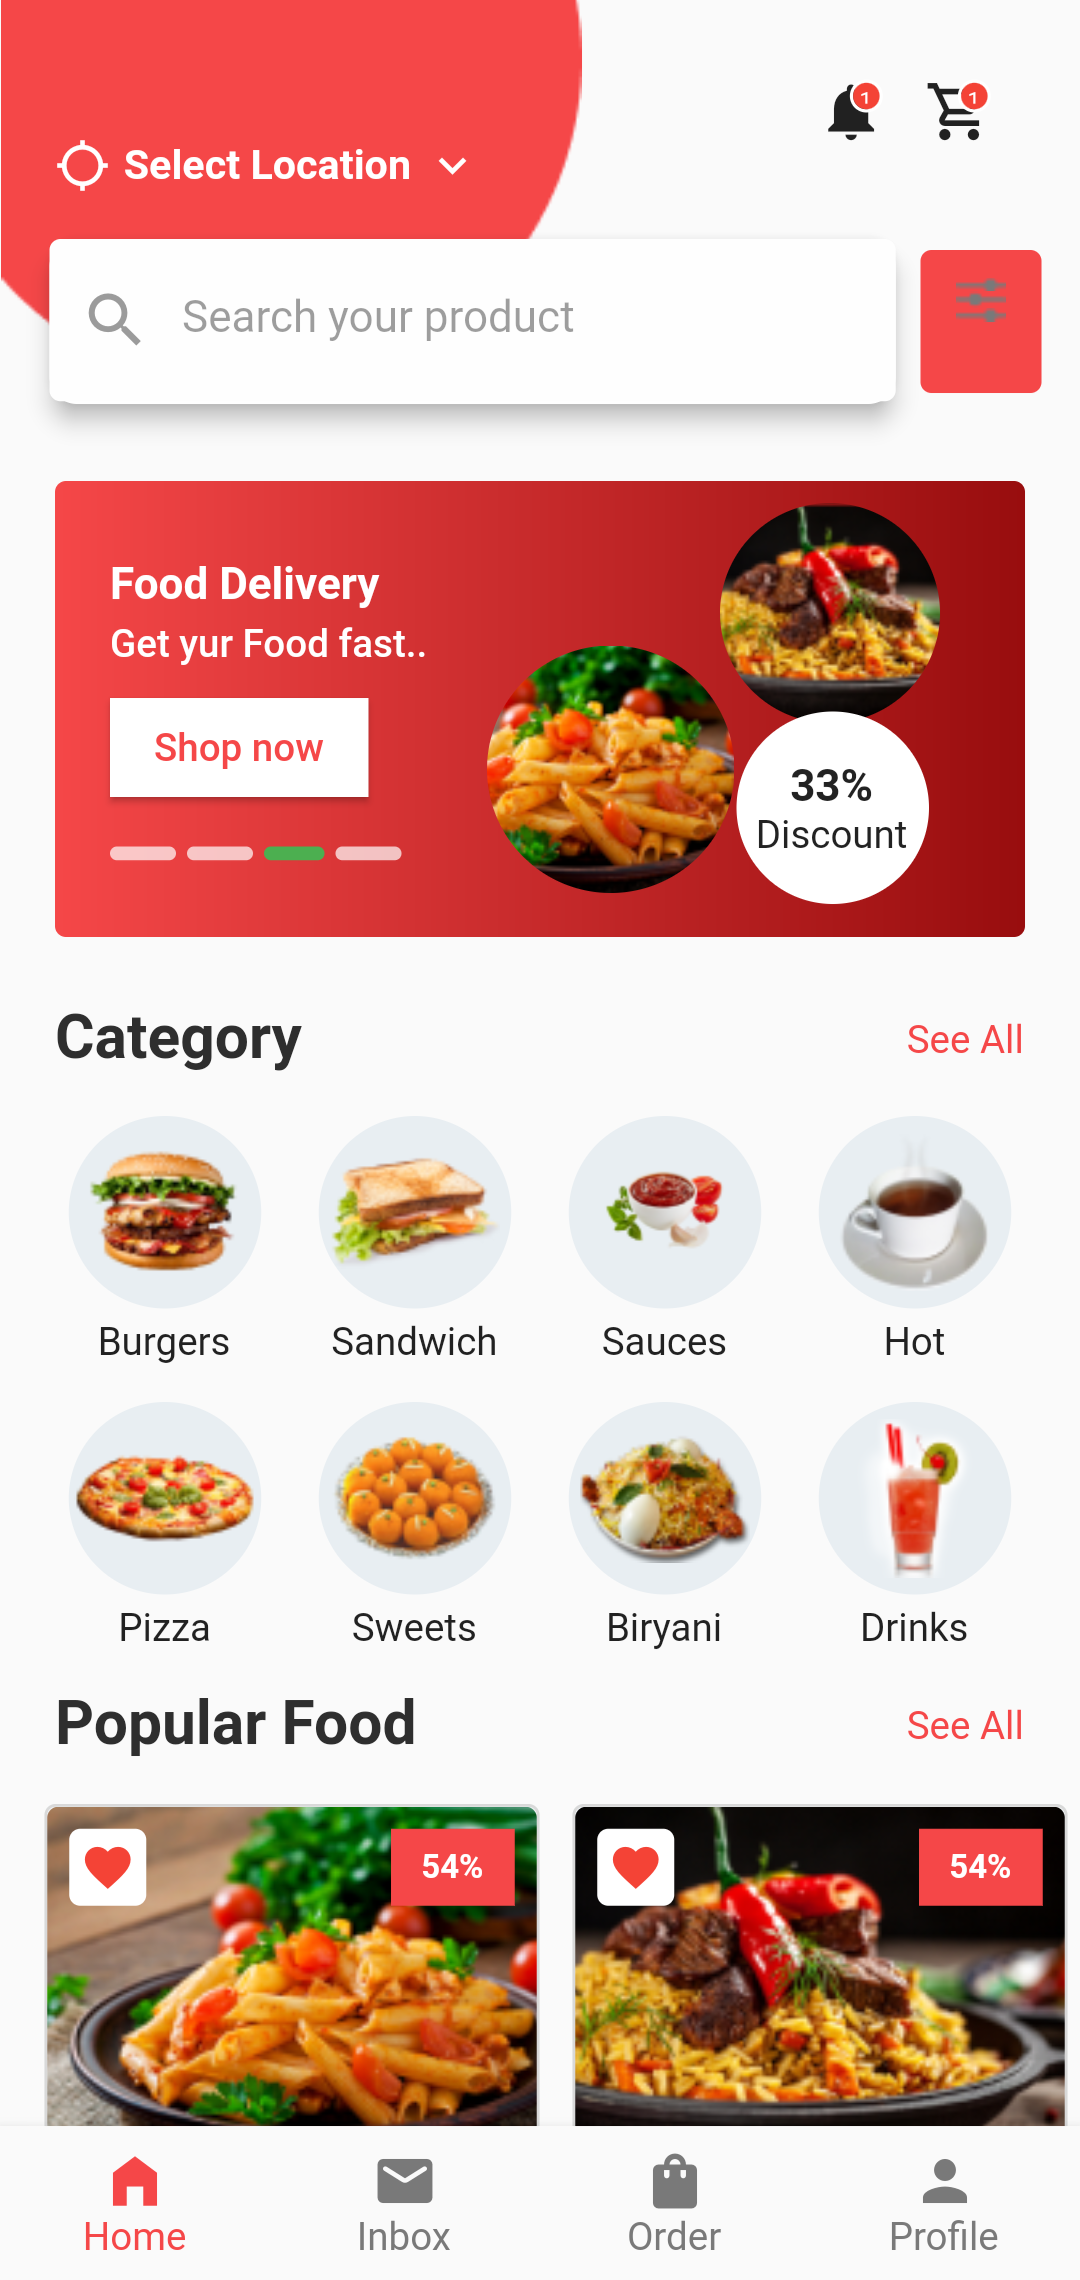 1
1
Select Location
Search your product
Food Delivery
Get yur Food fast..
Shop now
33%
Discount
Category
See All
Burgers
Sandwich
Sauces
Hot
Pizza
Sweets
Biryani
Drinks
Popular Food
See All
54%
54%
Home
Inbox
Order
Profile